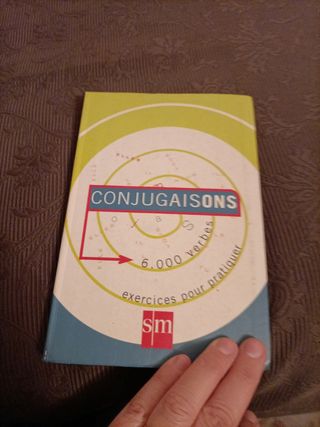 CONJUGAISONS
6.000 verbes
exercices pour pratiquer
sm